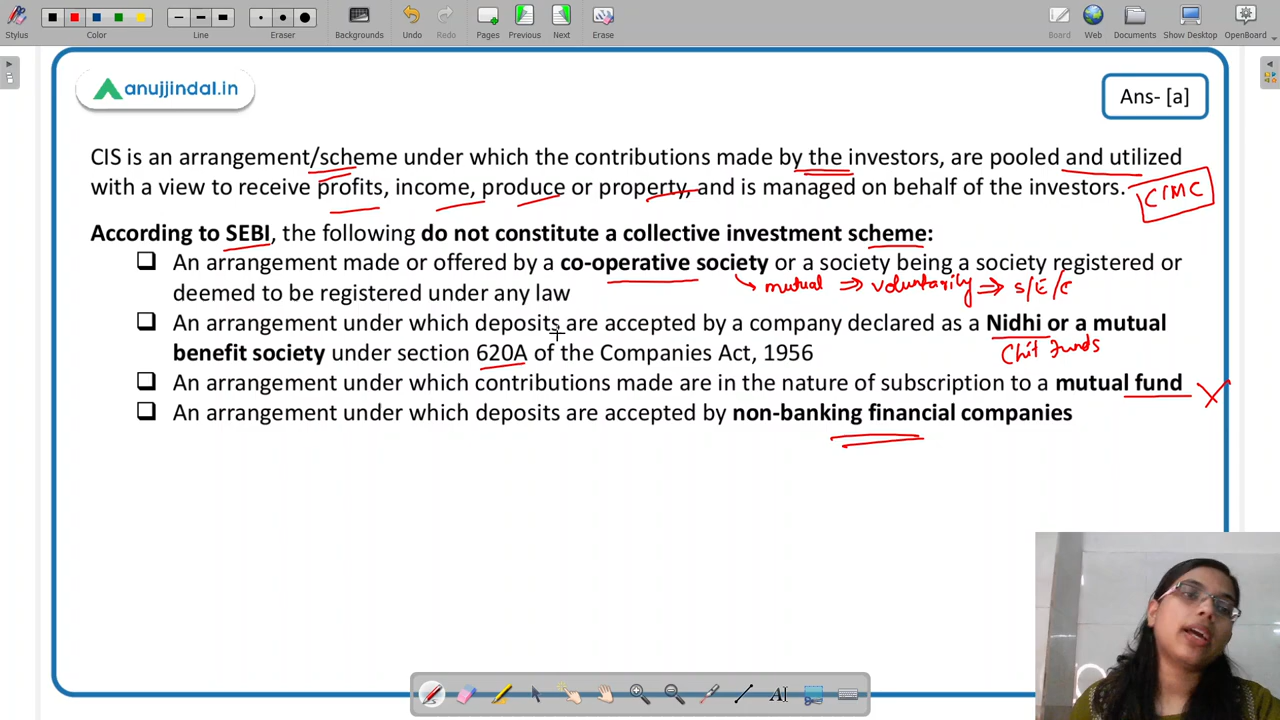 Stylus
Color
Line
Eraser
Backgrounds
Undo
Redo
Pages
Previous
Next
Erase
Board
Web
Documents
Show Desktop
OpenBoard
anujjindal.in
Ans- [a]
CIS is an arrangement/scheme under which the contributions made by the investors, are pooled and utilized
with a view to receive profits, income, produce or property, and is managed on behalf of the investors.
CIMC
According to SEBI, the following do not constitute a collective investment scheme:
An arrangement made or offered by a co-operative society or a society being a society registered or
deemed to be registered under any law
mutual ⇒ voluntarily ⇒ S/E/C
An arrangement under which deposits are accepted by a company declared as a Nidhi or a mutual
benefit society under section 620A of the Companies Act, 1956
Chit Funds
An arrangement under which contributions made are in the nature of subscription to a mutual fund
An arrangement under which deposits are accepted by non-banking financial companies